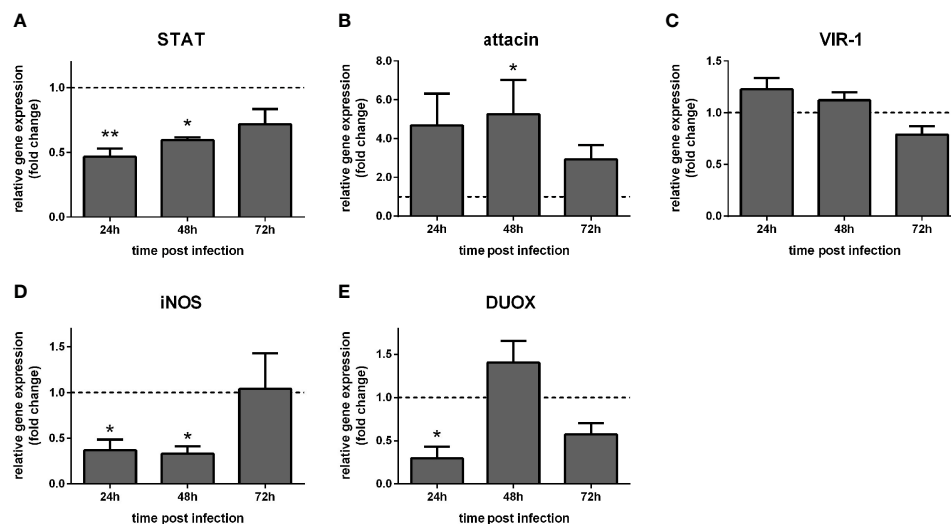 A
STAT
relative gene expression
(fold change)
1.0
0.5
0.0
**
*
24h 48h 72h
time post infection
B
attacin
relative gene expression
(fold change)
8.0
6.0
4.0
2.0
0.0
*
24h 48h 72h
time post infection
C
VIR-1
relative gene expression
(fold change)
1.5
1.0
0.5
0.0
24h 48h 72h
time post infection
D
iNOS
relative gene expression
(fold change)
1.5
1.0
0.5
0.0
*
*
24h 48h 72h
time post infection
E
DUOX
relative gene expression
(fold change)
1.5
1.0
0.5
0.0
*
24h 48h 72h
time post infection